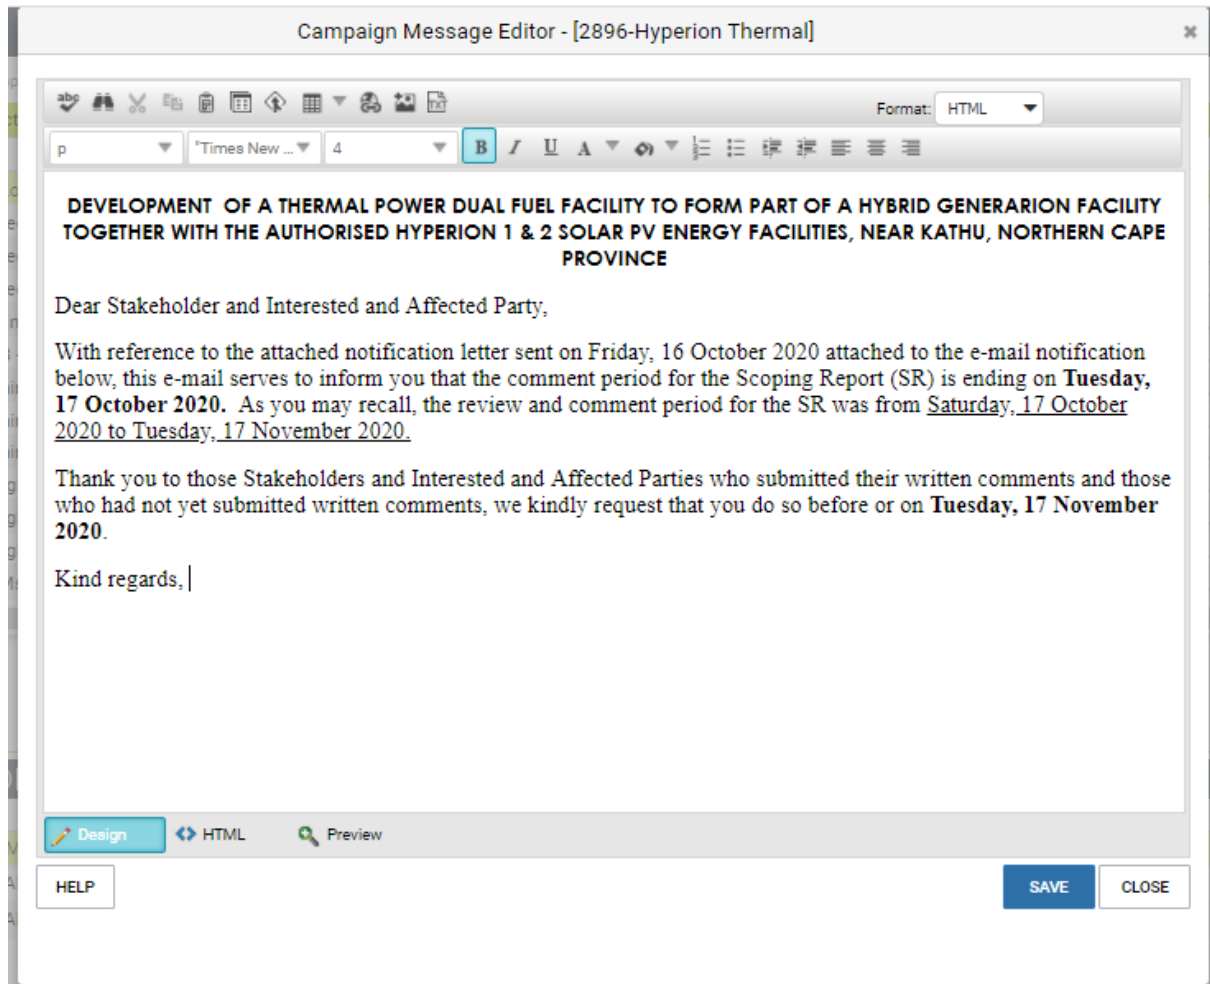 Campaign Message Editor - [2896-Hyperion Thermal]
abc
TXT
Format: HTML
p "Times New ... 4 B I U A
DEVELOPMENT OF A THERMAL POWER DUAL FUEL FACILITY TO FORM PART OF A HYBRID GENERARION FACILITY
TOGETHER WITH THE AUTHORISED HYPERION 1 & 2 SOLAR PV ENERGY FACILITIES, NEAR KATHU, NORTHERN CAPE
PROVINCE
Dear Stakeholder and Interested and Affected Party,
With reference to the attached notification letter sent on Friday, 16 October 2020 attached to the e-mail notification
below, this e-mail serves to inform you that the comment period for the Scoping Report (SR) is ending on Tuesday,
17 October 2020. As you may recall, the review and comment period for the SR was from Saturday, 17 October
2020 to Tuesday, 17 November 2020.
Thank you to those Stakeholders and Interested and Affected Parties who submitted their written comments and those
who had not yet submitted written comments, we kindly request that you do so before or on Tuesday, 17 November
2020.
Kind regards,
Design HTML Preview
HELP SAVE CLOSE